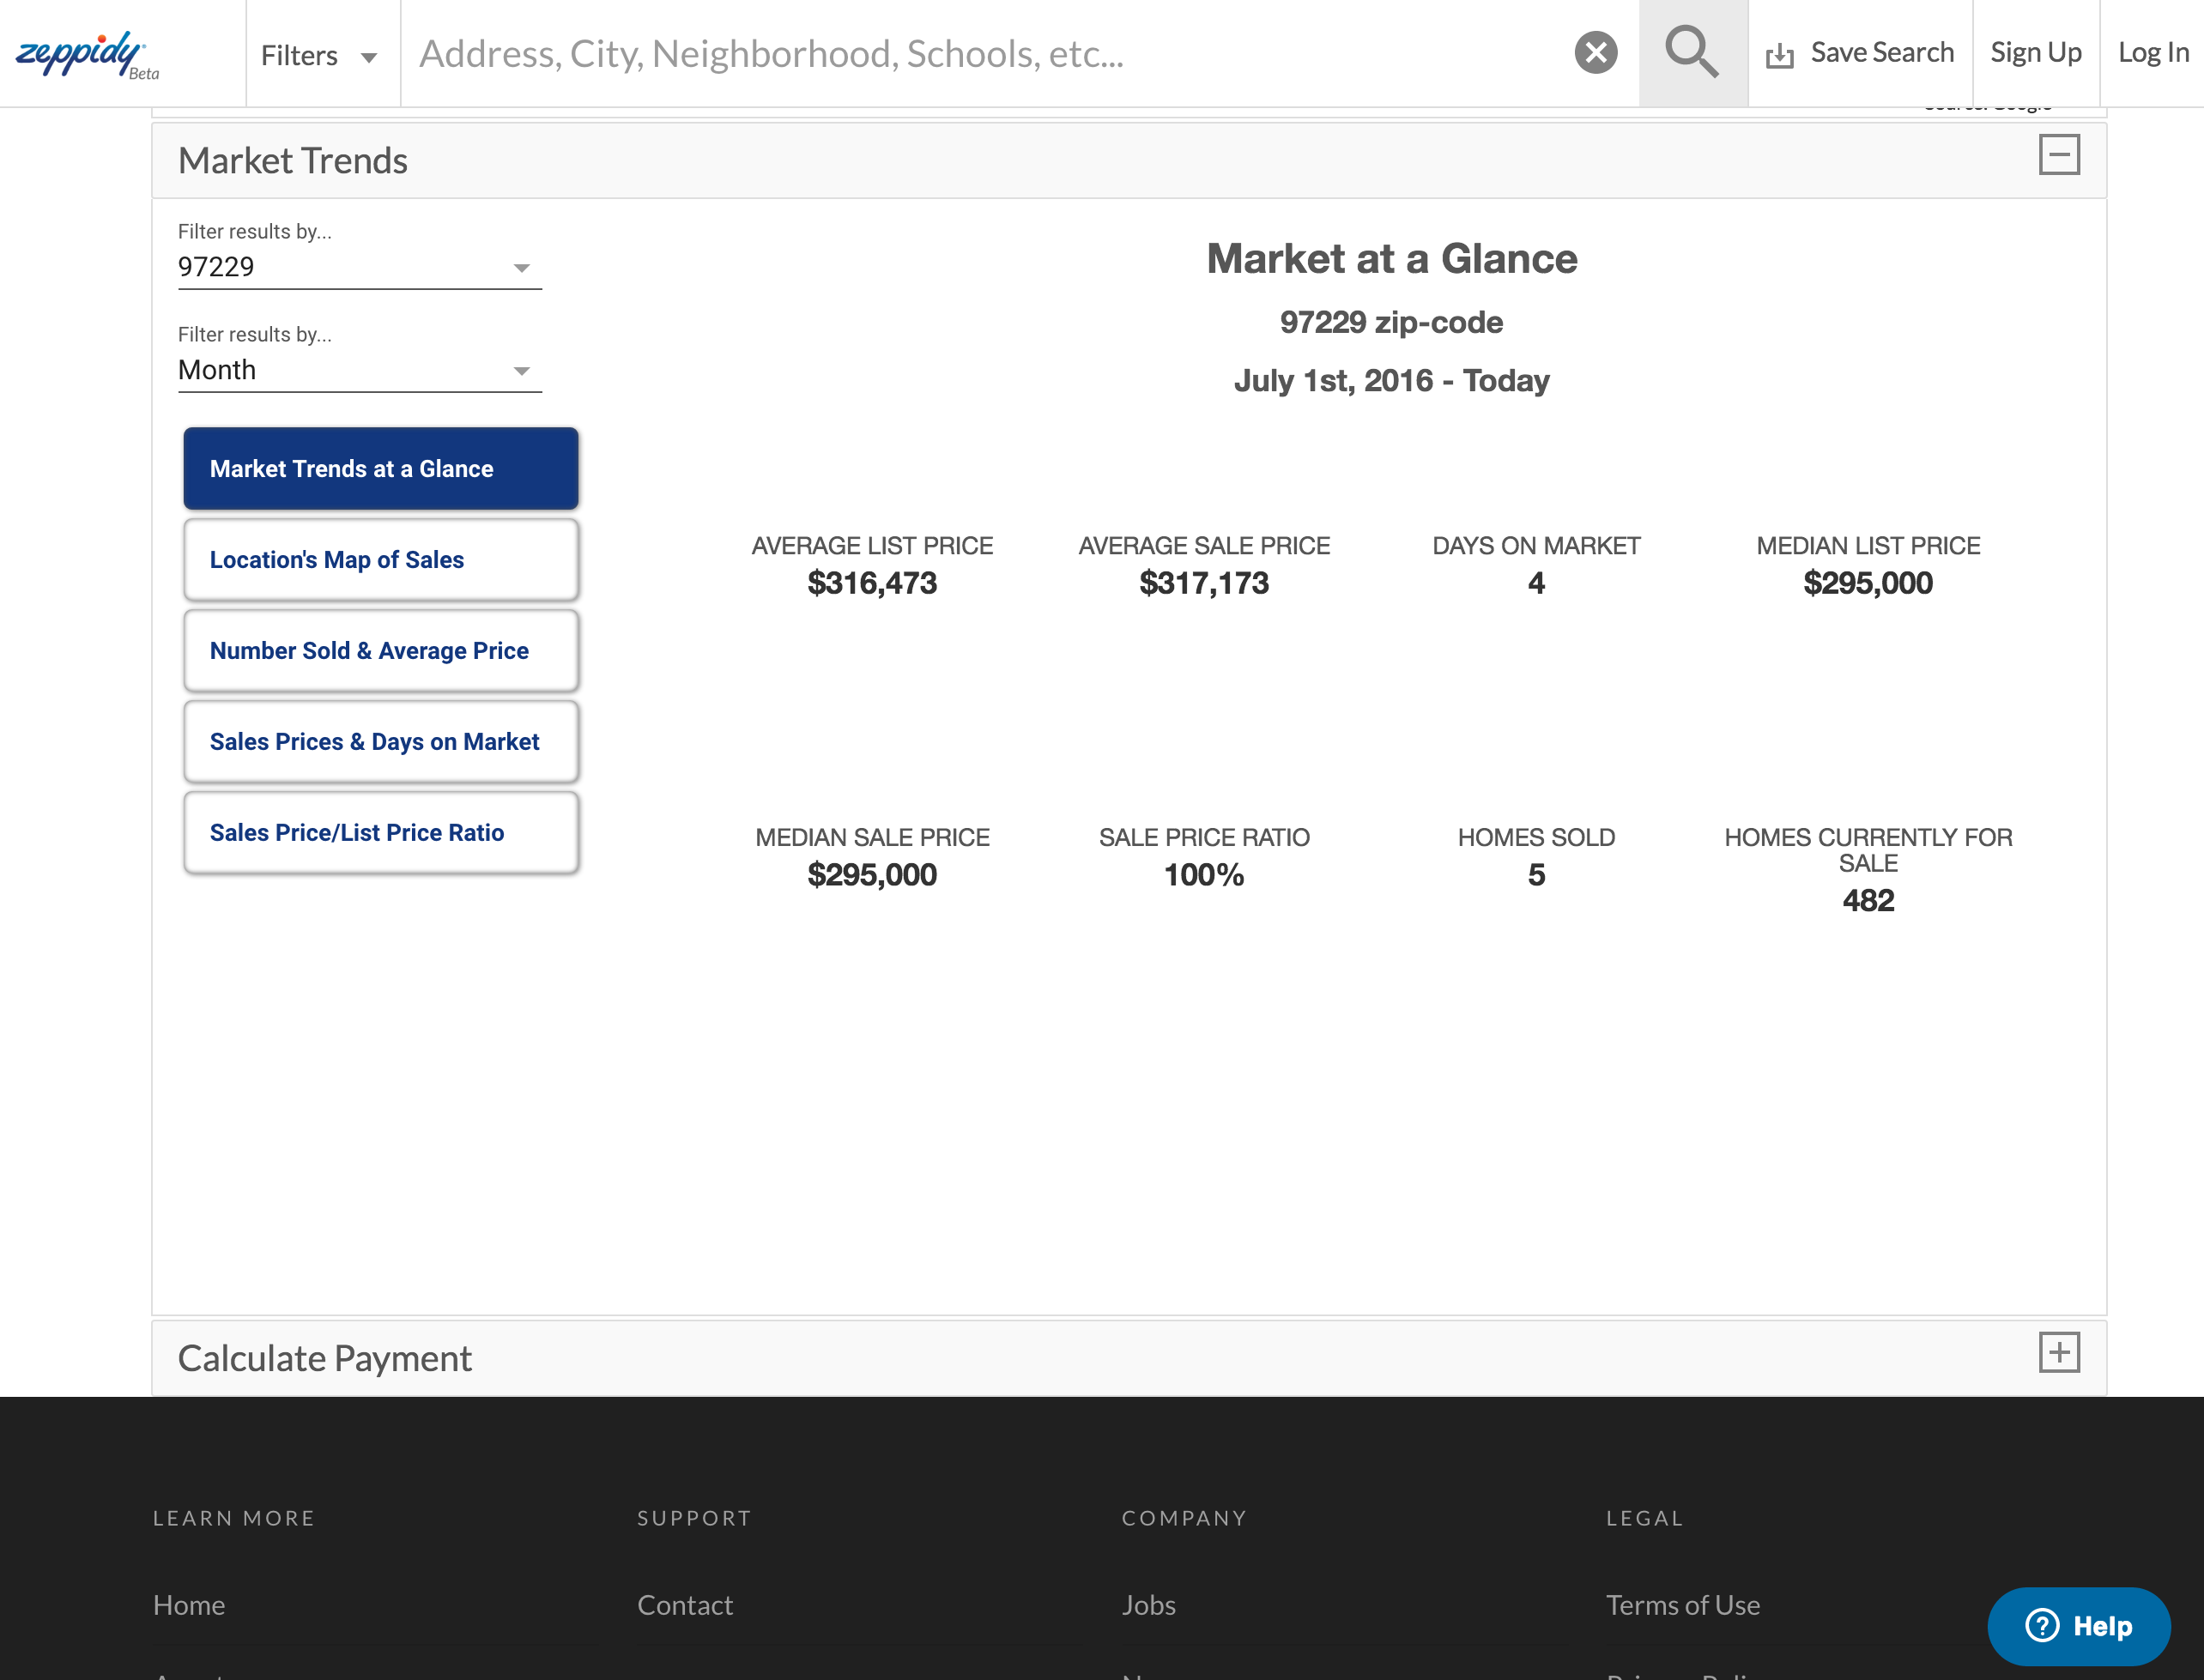 zeppidy Beta
Filters
Address, City, Neighborhood, Schools, etc...
Save Search
Sign Up
Log In
Market Trends
Filter results by...
97229
Filter results by...
Month
Market Trends at a Glance
Location's Map of Sales
Number Sold & Average Price
Sales Prices & Days on Market
Sales Price/List Price Ratio
Market at a Glance
97229 zip-code
July 1st, 2016 - Today
AVERAGE LIST PRICE
$316,473
AVERAGE SALE PRICE
$317,173
DAYS ON MARKET
4
MEDIAN LIST PRICE
$295,000
MEDIAN SALE PRICE
$295,000
SALE PRICE RATIO
100%
HOMES SOLD
5
HOMES CURRENTLY FOR
SALE
482
Calculate Payment
LEARN MORE
Home
SUPPORT
Contact
COMPANY
Jobs
LEGAL
Terms of Use
Help